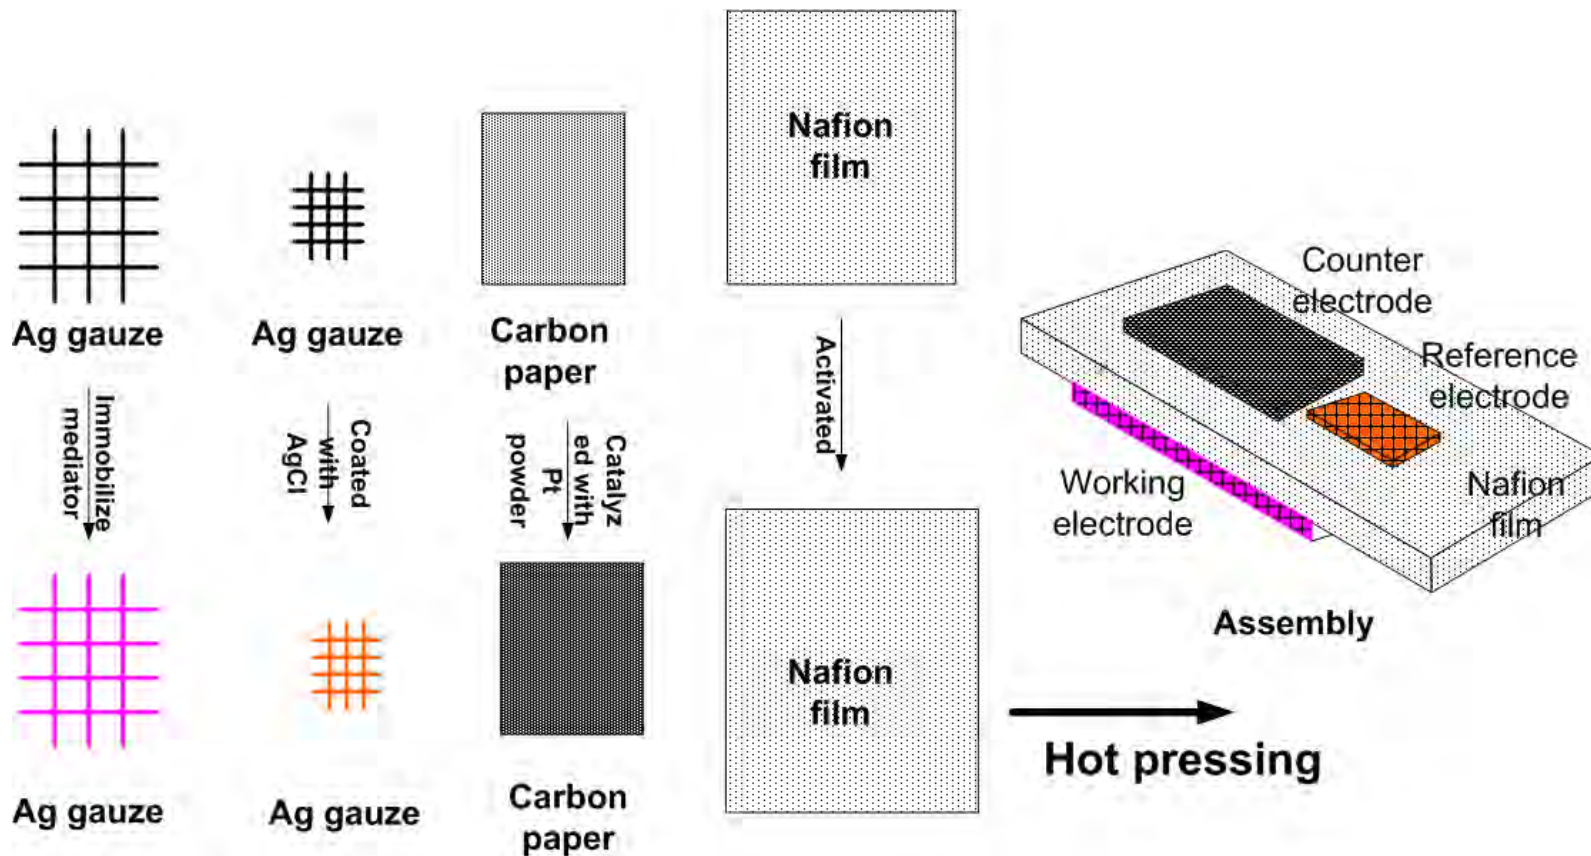 Nafion
film
Ag gauze
Ag gauze
Carbon
paper
Immobilize
mediator
Coated
with
AgCl
Catalyz
ed with
Pt
powder
Activated
Counter
electrode
Reference
electrode
Working
electrode
Nafion
film
Assembly
Nafion
film
Hot pressing
Ag gauze
Ag gauze
Carbon
paper